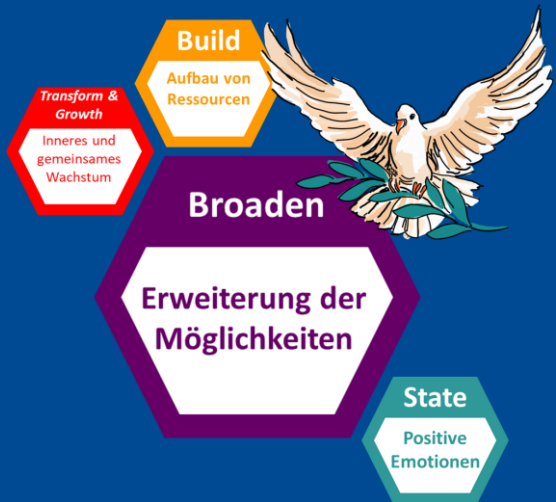 Build
Aufbau von
Ressourcen
Transform &
Growth
Inneres und
gemeinsames
Wachstum
Broaden
Erweiterung der
Möglichkeiten
State
Positive
Emotionen